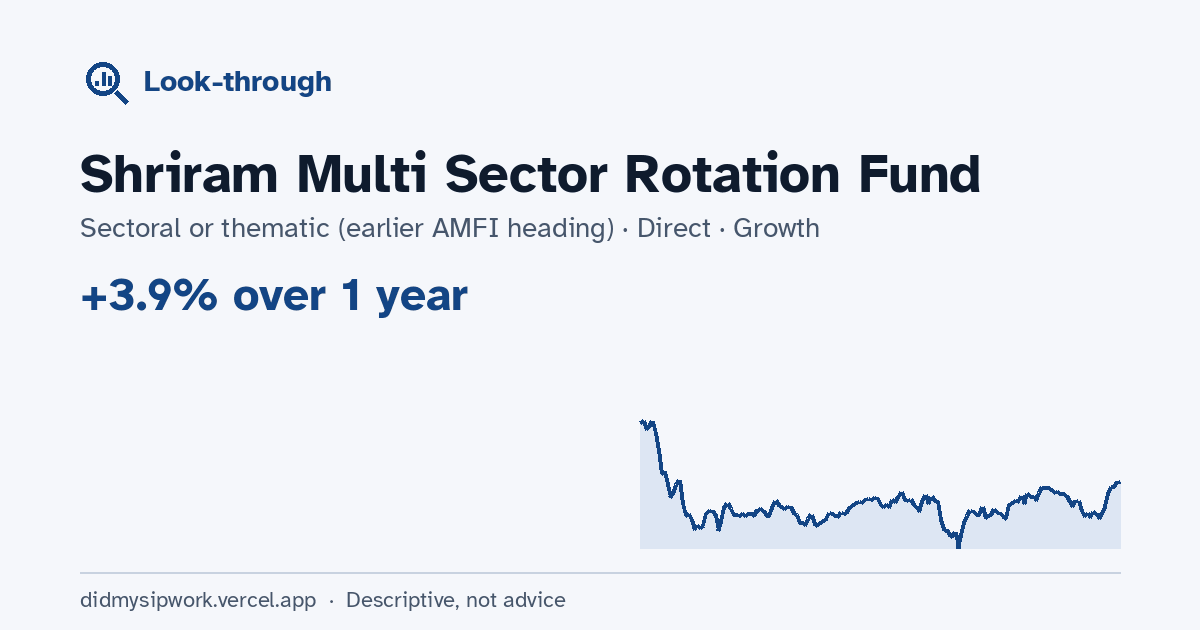 Look-through
Shriram Multi Sector Rotation Fund
Sectoral or thematic (earlier AMFI heading) · Direct · Growth
+3.9% over 1 year
didmysipwork.vercel.app · Descriptive, not advice